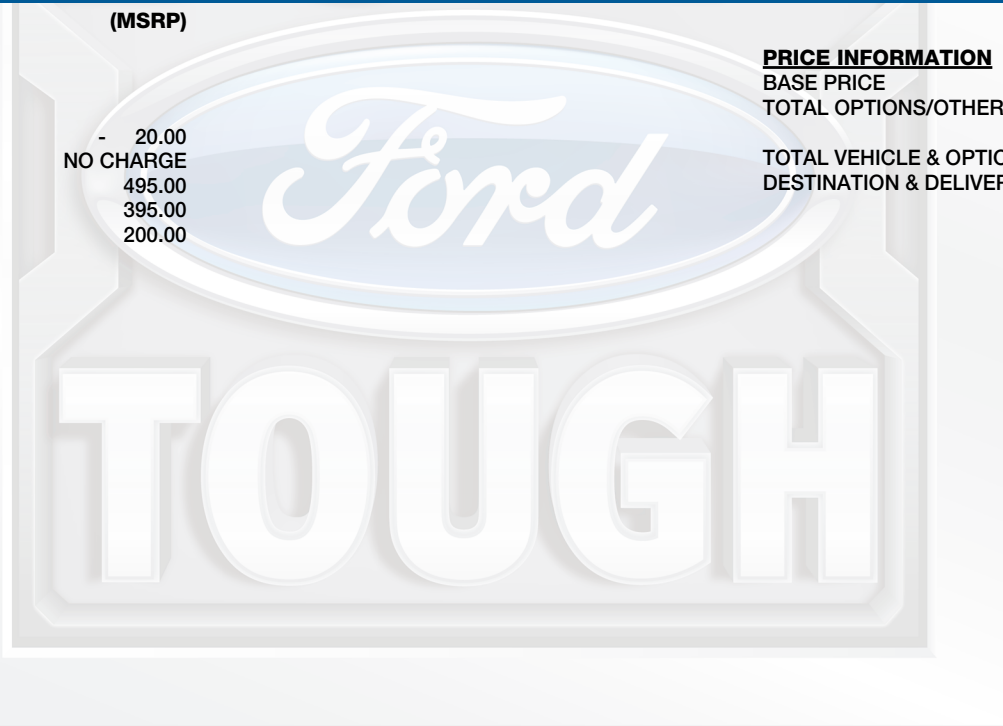 (MSRP)
- 20.00
NO CHARGE
495.00
395.00
200.00
PRICE INFORMATION
BASE PRICE
TOTAL OPTIONS/OTHER
TOTAL VEHICLE & OPTIO
DESTINATION & DELIVER
Ford
TOUGH